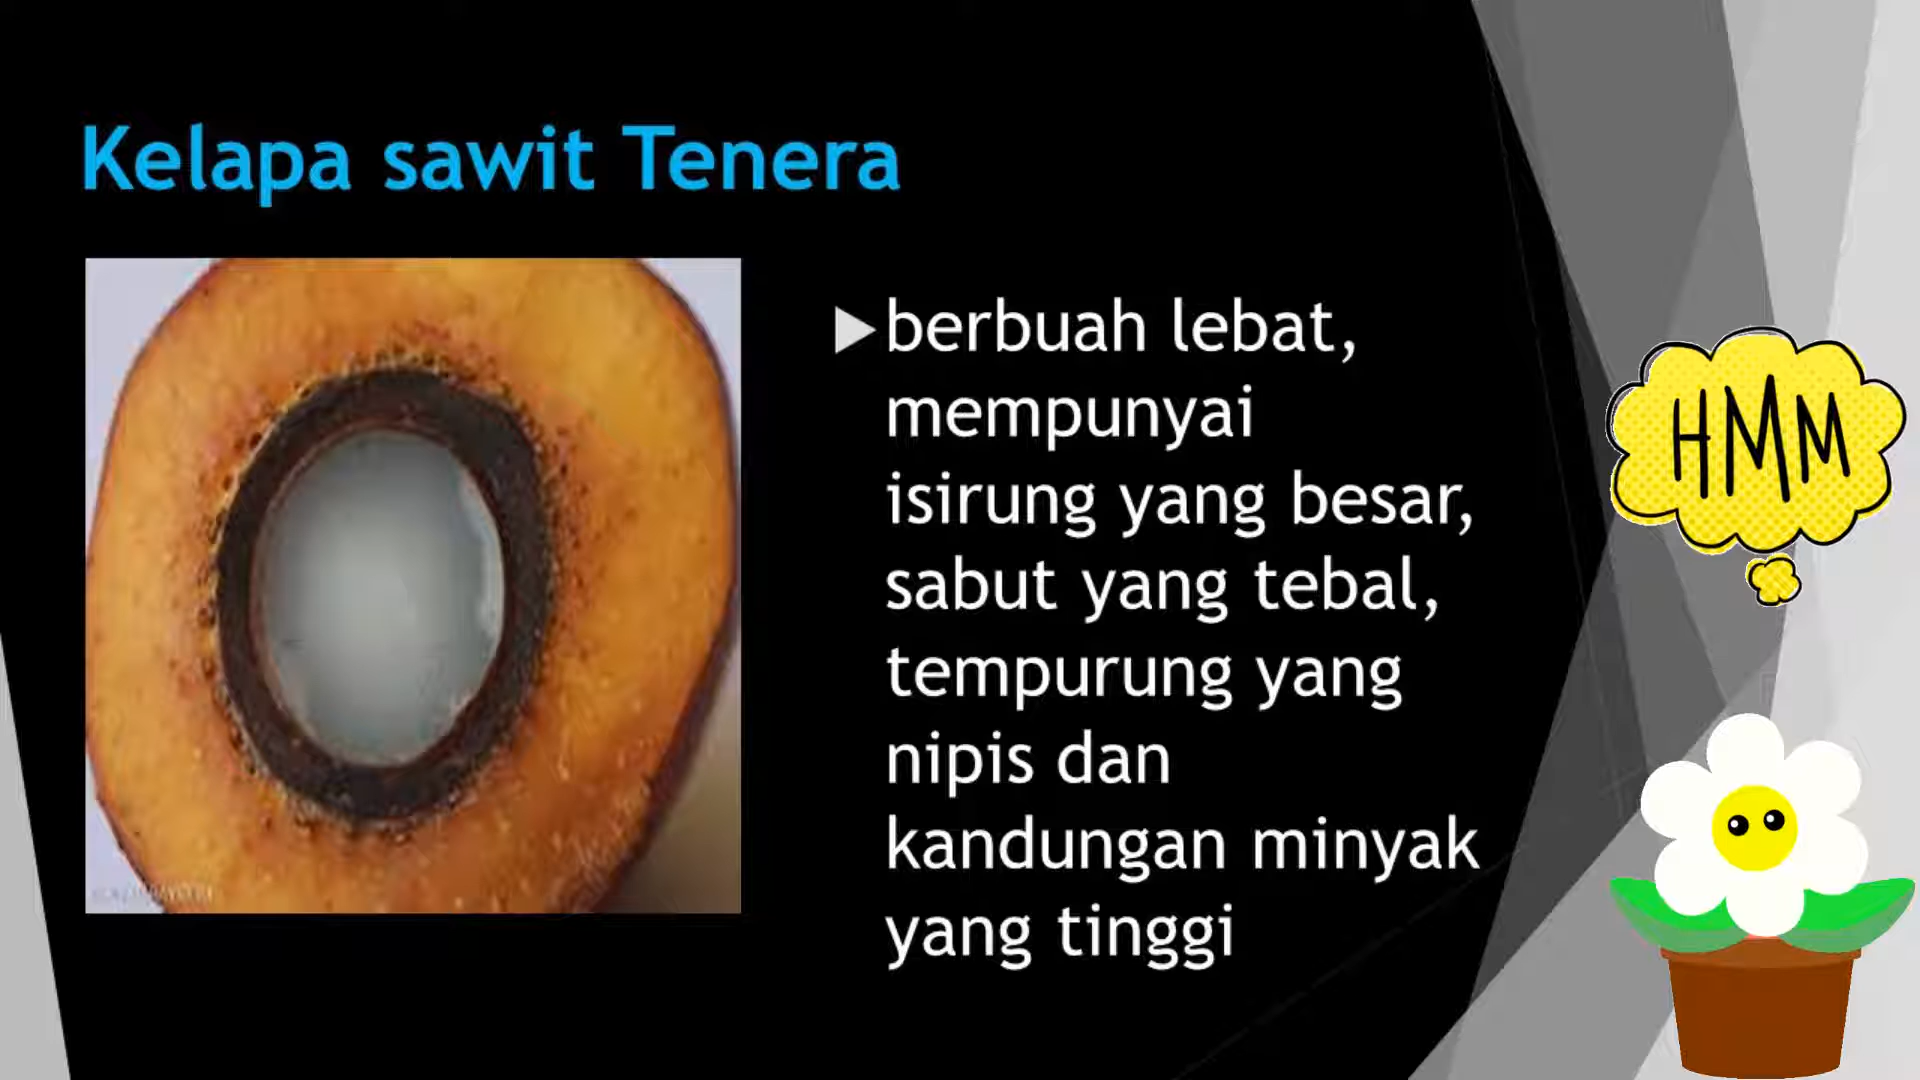 Kelapa sawit Tenera
berbuah lebat,
mempunyai
isirung yang besar,
sabut yang tebal,
tempurung yang
nipis dan
kandungan minyak
yang tinggi
HMM